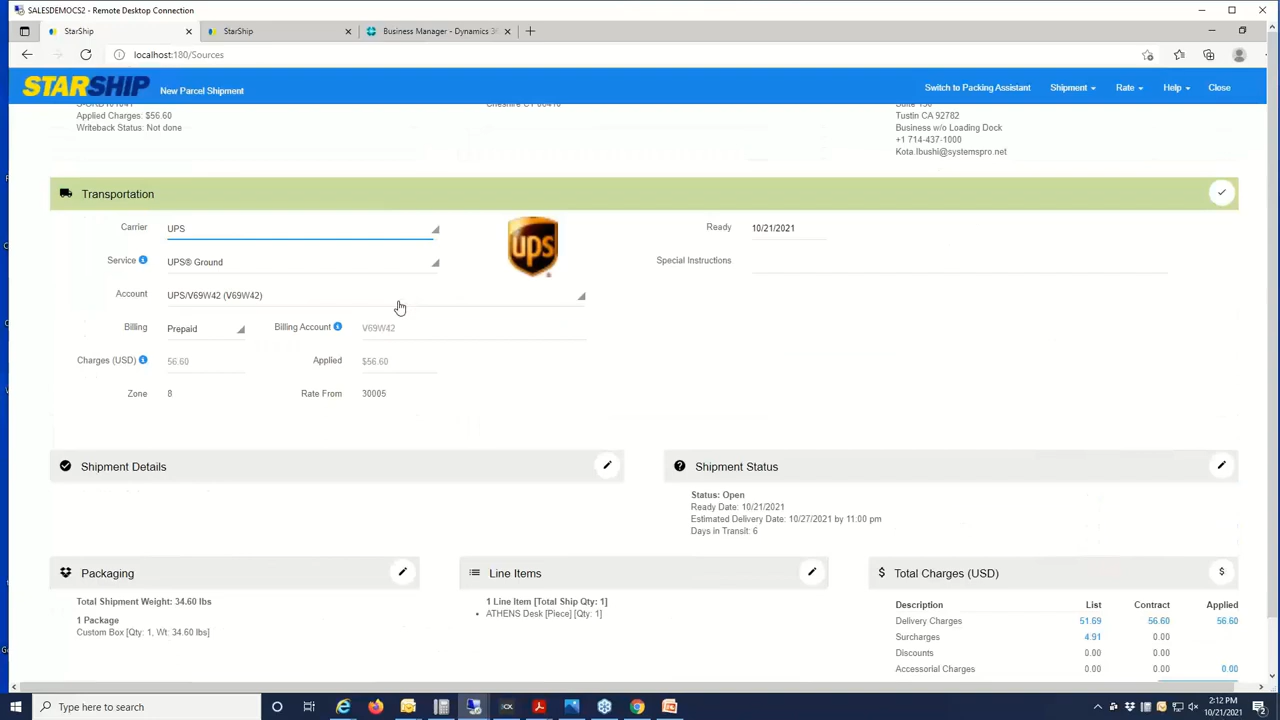 SALESDEMOCS2 - Remote Desktop Connection
StarShip
StarShip
Business Manager - Dynamics
localhost:180/Sources
STARSHIP New Parcel Shipment Switch to Packing Assistant Shipment Rate Help Close
Cheshire CT 06410
Applied Charges: $56.60
Writeback Status: Not done
Tustin CA 92782
Business w/o Loading Dock
+1 714-437-1000
Kota.Ibushi@systemspro.net
Transportation
Carrier UPS
ups
Ready 10/21/2021
Service UPS® Ground
Special Instructions
Account UPS/V69W42 (V69W42)
Billing Prepaid Billing Account V69W42
Charges (USD) 56.60 Applied $56.60
Zone 8 Rate From 30005
Shipment Details
Shipment Status
Status: Open
Ready Date: 10/21/2021
Estimated Delivery Date: 10/27/2021 by 11:00 pm
Days in Transit: 6
Packaging
Total Shipment Weight: 34.60 lbs
1 Package
Custom Box [Qty: 1, Wt: 34.60 lbs]
Line Items
1 Line Item [Total Ship Qty: 1]
ATHENS Desk [Piece] [Qty: 1]
$ Total Charges (USD) $
Description List Contract Applied
Delivery Charges 51.69 56.60 56.60
Surcharges 4.91 0.00
Discounts 0.00 0.00
Accessorial Charges 0.00 0.00 0.00
Type here to search
2:12 PM
10/21/2021